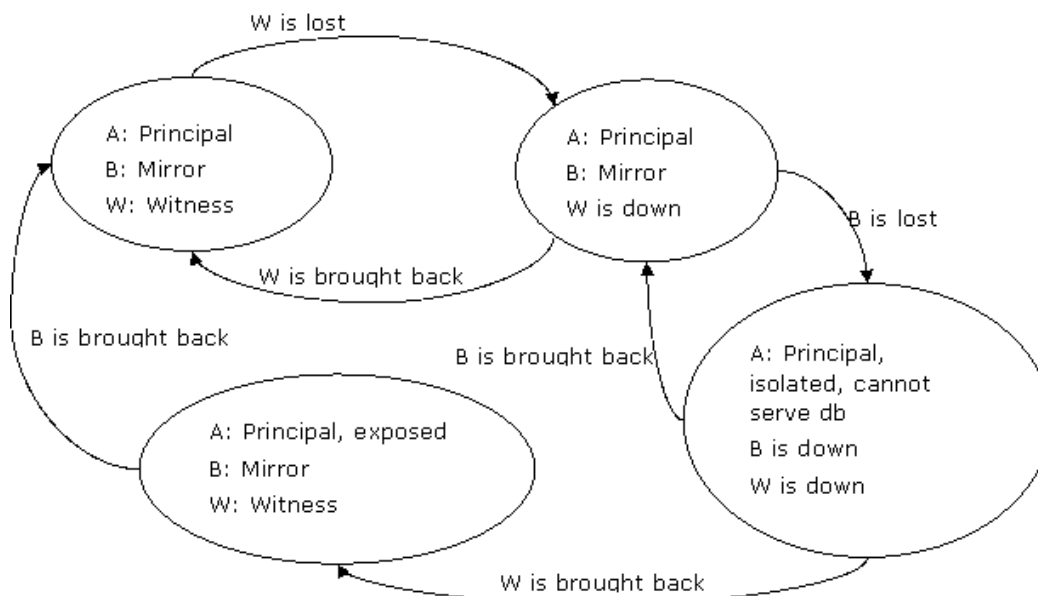 W is lost
A: Principal
B: Mirror
W: Witness
A: Principal
B: Mirror
W is down
B is lost
W is brought back
B is brought back
B is brought back
A: Principal,
isolated, cannot
serve db
B is down
W is down
A: Principal, exposed
B: Mirror
W: Witness
W is brought back